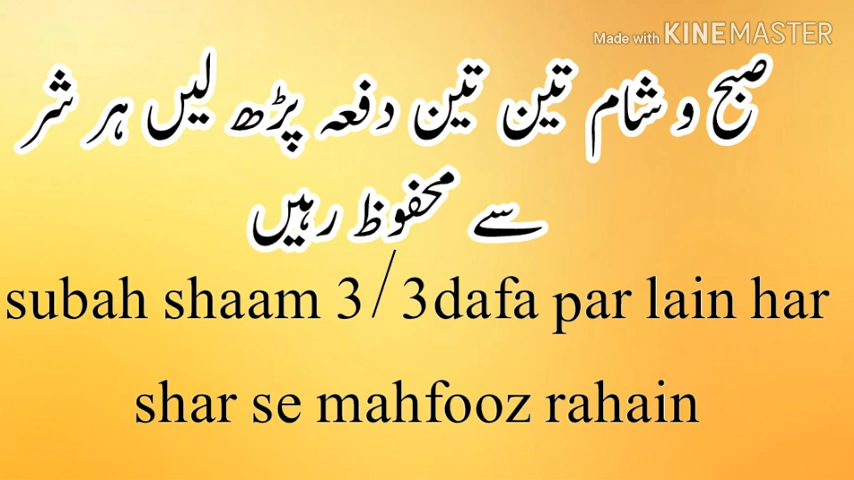 Made with KINEMASTER
صبح و شام تین تین دفعہ پڑھ لیں ہر شر
سے محفوظ رہیں
subah shaam 3/3dafa par lain har
shar se mahfooz rahain